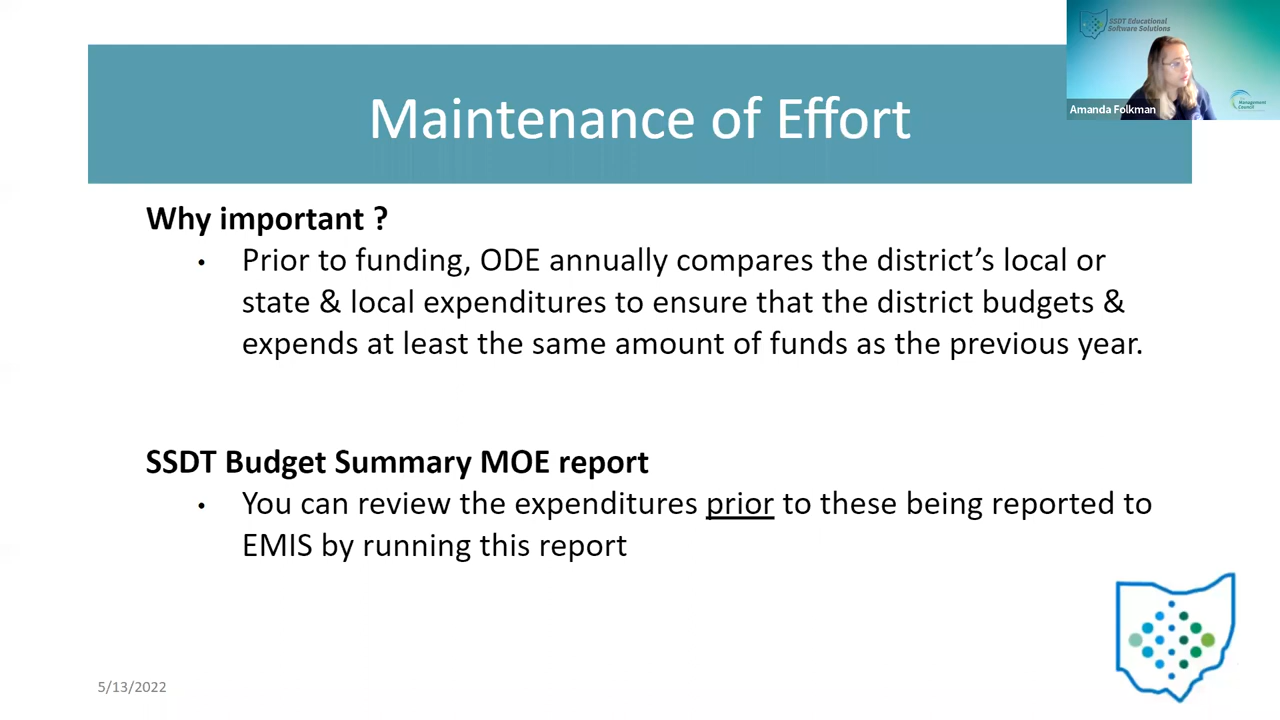 SSDT Educational
Software Solutions
Amanda Folkman
Management
Council
Maintenance of Effort
Why important ?
• Prior to funding, ODE annually compares the district’s local or
state & local expenditures to ensure that the district budgets &
expends at least the same amount of funds as the previous year.
SSDT Budget Summary MOE report
• You can review the expenditures prior to these being reported to
EMIS by running this report
5/13/2022